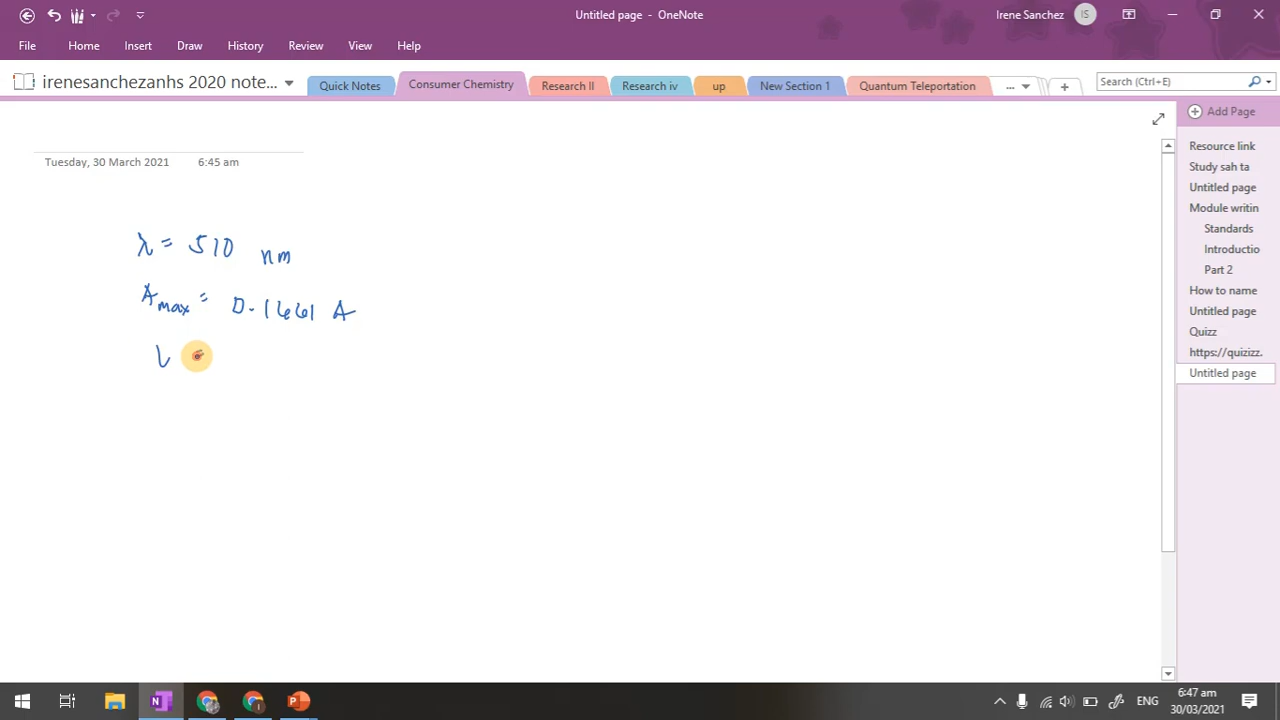 Untitled page - OneNote
Irene Sanchez
IS
File Home Insert Draw History Review View Help
irenesanchezanhs 2020 note...
Quick Notes
Consumer Chemistry
Research II
Research iv
up
New Section 1
Quantum Teleportation
...
Search (Ctrl+E)
Add Page
Tuesday, 30 March 2021 6:45 am
λ = 510 nm
Amax = 0.1661 A
Resource link
Study sah ta
Untitled page
Module writin
Standards
Introductio
Part 2
How to name
Untitled page
Quizz
https://quizizz.
Untitled page
ENG
6:47 am
30/03/2021